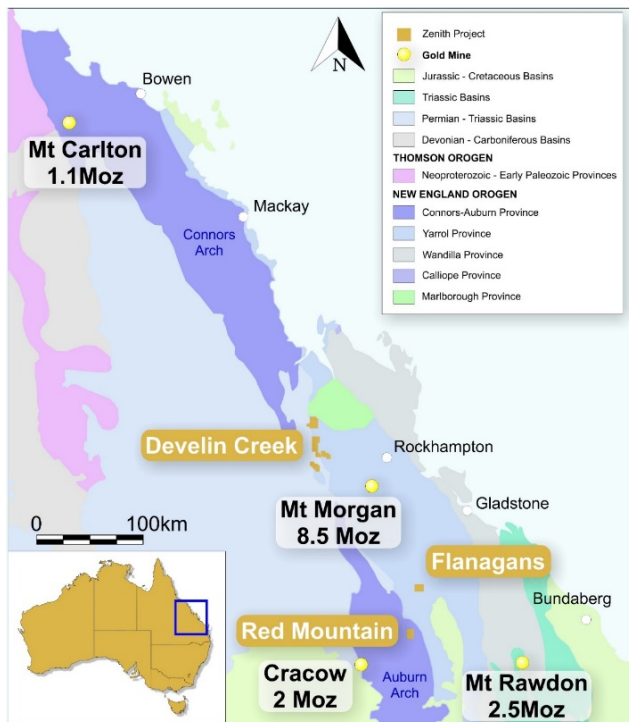 Bowen
Mt Carlton
1.1Moz
Mackay
Connors
Arch
N
Zenith Project
Gold Mine
Jurassic - Cretaceous Basins
Triassic Basins
Permian - Triassic Basins
Devonian - Carboniferous Basins
THOMSON OROGEN
Neoproterozoic - Early Paleozoic Provinces
NEW ENGLAND OROGEN
Connors-Auburn Province
Yarrol Province
Wandilla Province
Calliope Province
Marlborough Province
Develin Creek
Rockhampton
Mt Morgan
8.5 Moz
Gladstone
0 100km
Flanagans
Bundaberg
Red Mountain
Cracow
2 Moz
Auburn
Arch
Mt Rawdon
2.5Moz